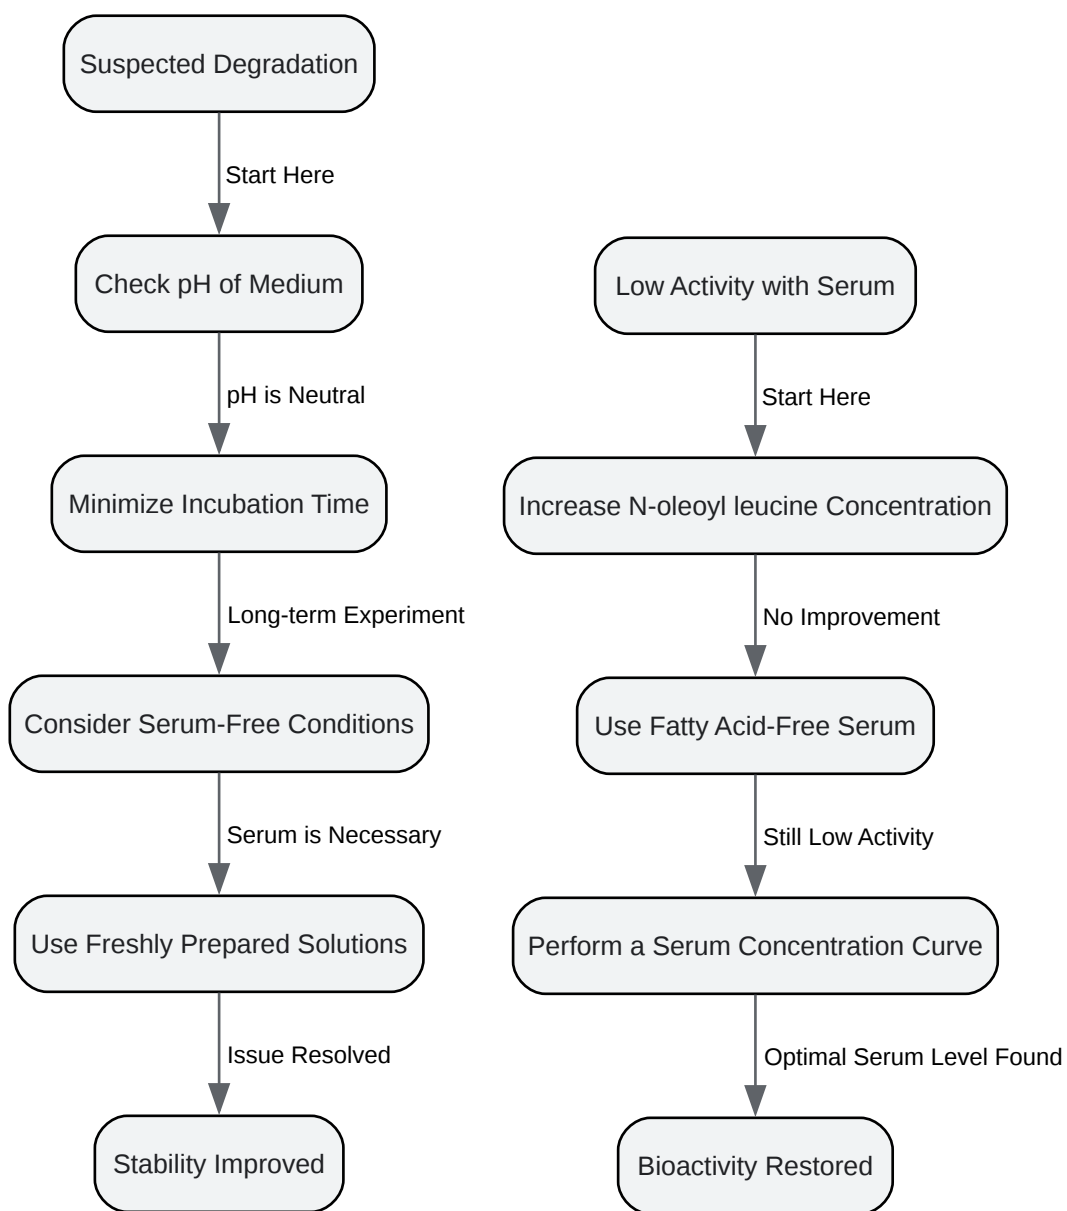 Suspected Degradation
Start Here
Check pH of Medium
pH is Neutral
Minimize Incubation Time
Long-term Experiment
Consider Serum-Free Conditions
Serum is Necessary
Use Freshly Prepared Solutions
Issue Resolved
Stability Improved
Low Activity with Serum
Start Here
Increase N-oleoyl leucine Concentration
No Improvement
Use Fatty Acid-Free Serum
Still Low Activity
Perform a Serum Concentration Curve
Optimal Serum Level Found
Bioactivity Restored